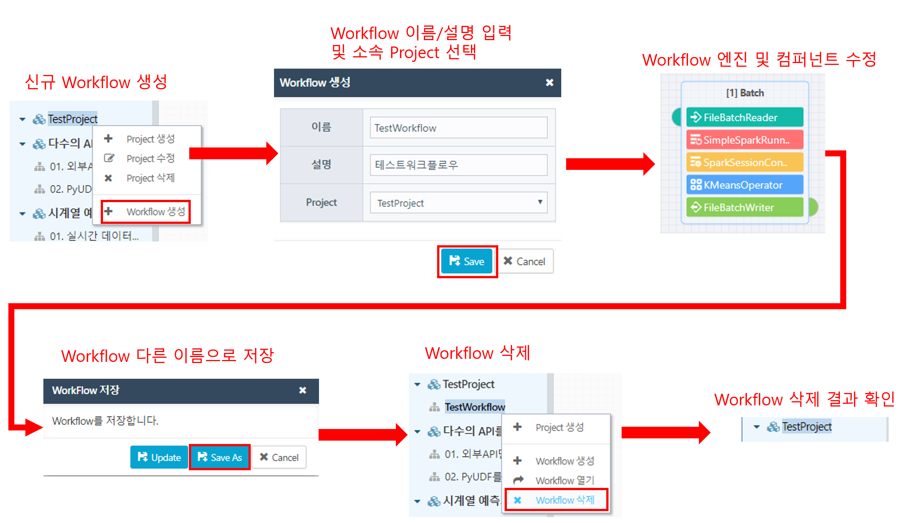 신규 Workflow 생성
TestProject
다수의 AI
01. 외부A
02. PyUD
시계열 예
01. 실시간 데이터...
Project 생성
Project 수정
Project 삭제
Workflow 생성
Workflow 이름/설명 입력
및 소속 Project 선택
Workflow 생성
이름
TestWorkflow
설명
테스트워크플로우
Project
TestProject
Save
Cancel
Workflow 엔진 및 컴퍼넌트 수정
[1] Batch
FileBatchReader
SimpleSparkRunn..
SparkSessionCon..
KMeansOperator
FileBatchWriter
Workflow 다른 이름으로 저장
WorkFlow 저장
Workflow를 저장합니다.
Update
Save As
Cancel
Workflow 삭제
TestProject
TestWorkflow
다수의 API를
01. 외부API
02. PyUDF를
시계열 예측
Project 생성
Workflow 생성
Workflow 열기
Workflow 삭제
Workflow 삭제 결과 확인
TestProject